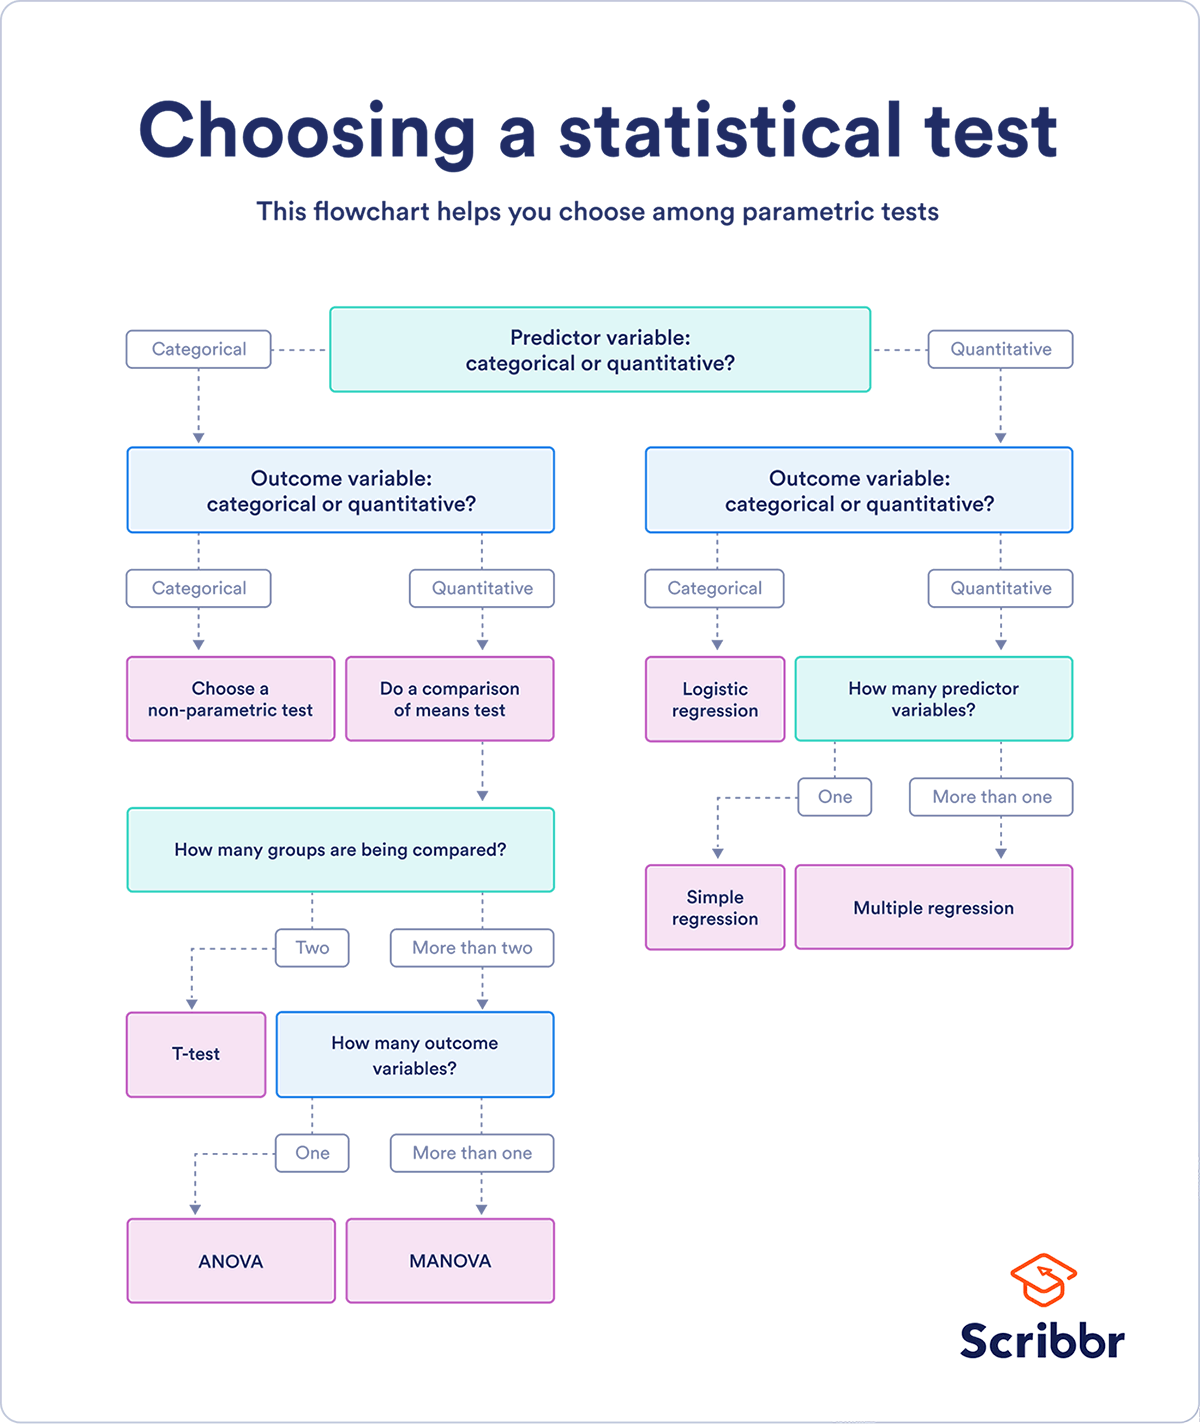 Choosing a statistical test
This flowchart helps you choose among parametric tests
Predictor variable:
categorical or quantitative?
Categorical
Quantitative
Outcome variable:
categorical or quantitative?
Outcome variable:
categorical or quantitative?
Categorical
Quantitative
Categorical
Quantitative
Choose a
non-parametric test
Do a comparison
of means test
Logistic
regression
How many predictor
variables?
One
More than one
How many groups are being compared?
Simple
regression
Multiple regression
Two
More than two
T-test
How many outcome
variables?
One
More than one
ANOVA
MANOVA
Scribbr